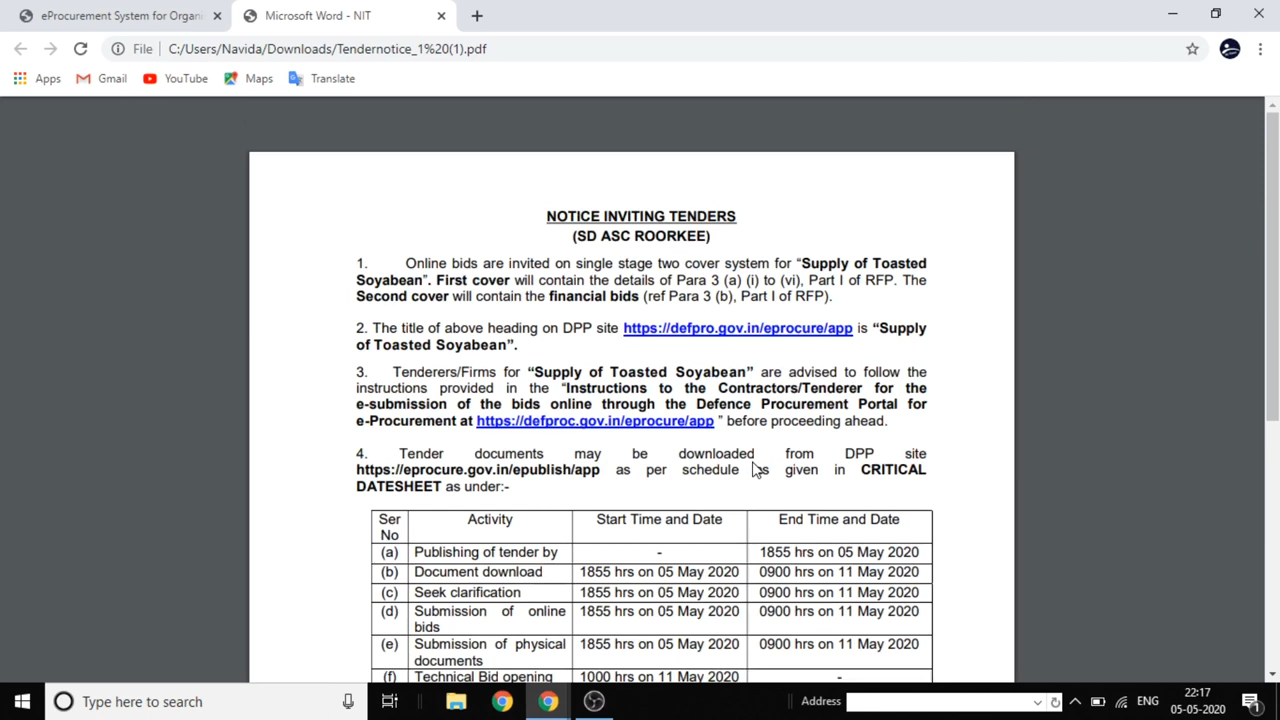 eProcurement System for Organi
Microsoft Word - NIT
File
C:/Users/Navida/Downloads/Tendernotice_1%20(1).pdf
Apps Gmail YouTube Maps Translate
NOTICE INVITING TENDERS
(SD ASC ROORKEE)
1. Online bids are invited on single stage two cover system for “Supply of Toasted
Soyabean”. First cover will contain the details of Para 3 (a) (i) to (vi), Part I of RFP. The
Second cover will contain the financial bids (ref Para 3 (b), Part I of RFP).
2. The title of above heading on DPP site https://defpro.gov.in/eprocure/app is “Supply
of Toasted Soyabean”.
3. Tenderers/Firms for “Supply of Toasted Soyabean” are advised to follow the
instructions provided in the “Instructions to the Contractors/Tenderer for the
e-submission of the bids online through the Defence Procurement Portal for
e-Procurement at https://defproc.gov.in/eprocure/app ” before proceeding ahead.
4. Tender documents may be downloaded from DPP site
https://eprocure.gov.in/epublish/app as per schedule as given in CRITICAL
DATESHEET as under:-
Ser No Activity Start Time and Date End Time and Date
(a) Publishing of tender by - 1855 hrs on 05 May 2020
(b) Document download 1855 hrs on 05 May 2020 0900 hrs on 11 May 2020
(c) Seek clarification 1855 hrs on 05 May 2020 0900 hrs on 11 May 2020
(d) Submission of online bids 1855 hrs on 05 May 2020 0900 hrs on 11 May 2020
(e) Submission of physical documents 1855 hrs on 05 May 2020 0900 hrs on 11 May 2020
(f) Technical Bid opening 1000 hrs on 11 May 2020 -
Type here to search
Address
ENG
22:17
05-05-2020
1